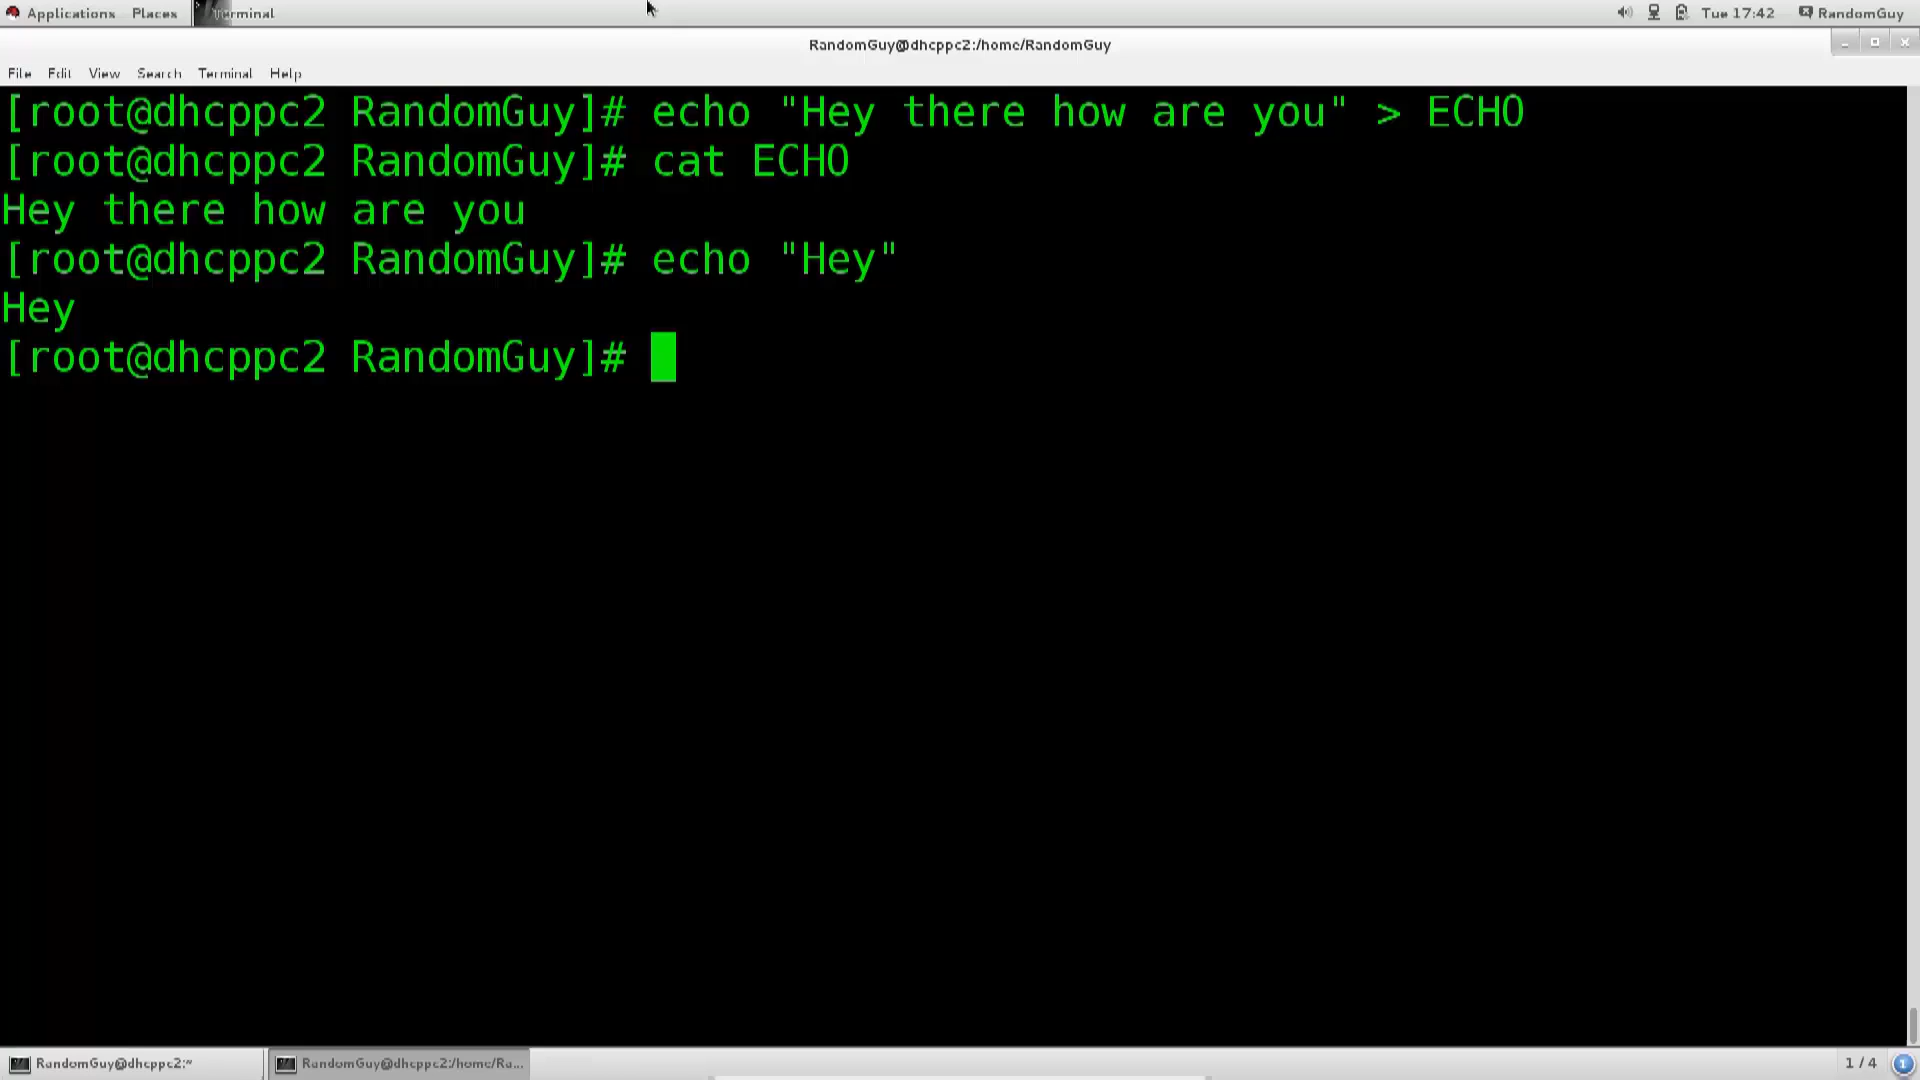 Applications Places Terminal Tue 17:42 RandomGuy
RandomGuy@dhcppc2:/home/RandomGuy
File Edit View Search Terminal Help
[root@dhcppc2 RandomGuy]# echo "Hey there how are you" > ECHO
[root@dhcppc2 RandomGuy]# cat ECHO
Hey there how are you
[root@dhcppc2 RandomGuy]# echo "Hey"
Hey
[root@dhcppc2 RandomGuy]#
RandomGuy@dhcppc2:~ RandomGuy@dhcppc2:/home/Ra... 1 / 4 1